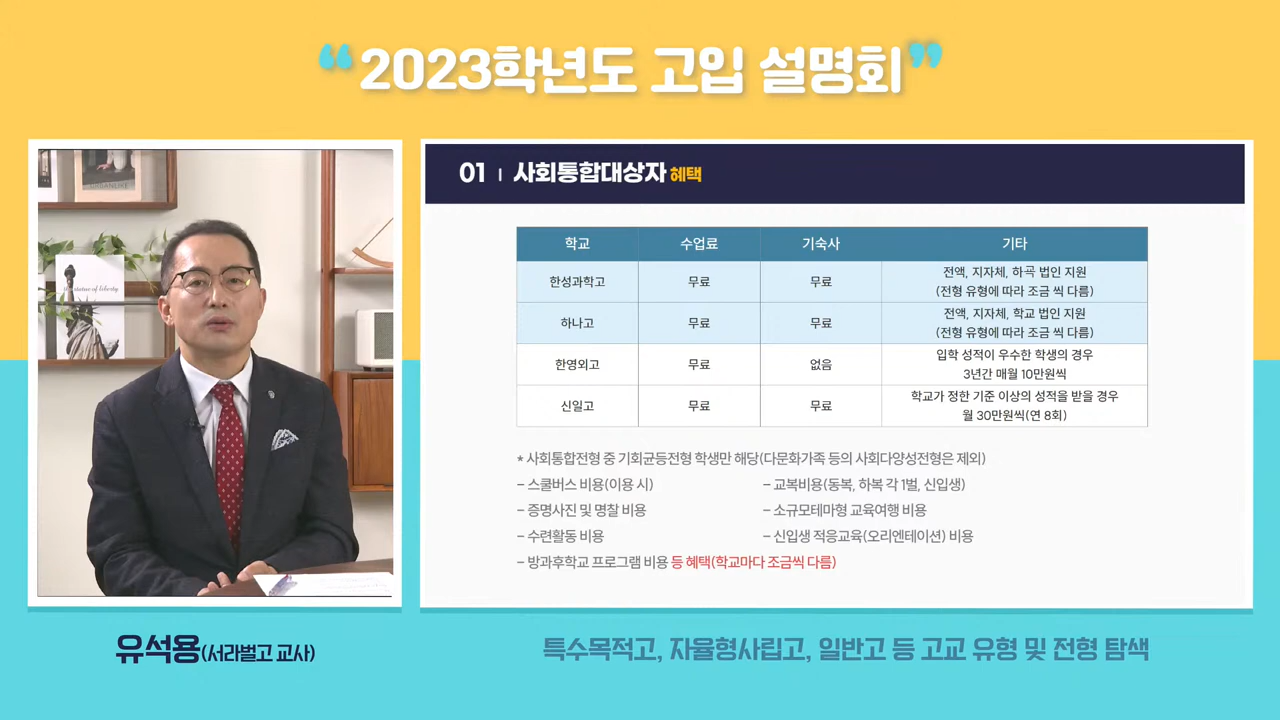 “2023학년도 고입 설명회”
01 | 사회통합대상자 혜택
학교 수업료 기숙사 기타
한성과학고 무료 무료 전액, 지자체, 하곡 법인 지원
(전형 유형에 따라 조금 씩 다름)
하나고 무료 무료 전액, 지자체, 학교 법인 지원
(전형 유형에 따라 조금 씩 다름)
한영외고 무료 없음 입학 성적이 우수한 학생의 경우
3년간 매월 10만원씩
신일고 무료 무료 학교가 정한 기준 이상의 성적을 받을 경우
월 30만원씩(연 8회)
* 사회통합전형 중 기회균등전형 학생만 해당(다문화가족 등의 사회다양성전형은 제외)
- 스쿨버스 비용(이용 시) - 교복비용(동복, 하복 각 1벌, 신입생)
- 증명사진 및 명찰 비용 - 소규모테마형 교육여행 비용
- 수련활동 비용 - 신입생 적응교육(오리엔테이션) 비용
- 방과후학교 프로그램 비용 등 혜택(학교마다 조금씩 다름)
statue of liberty
유석용(서라벌고 교사)
특수목적고, 자율형사립고, 일반고 등 고교 유형 및 전형 탐색